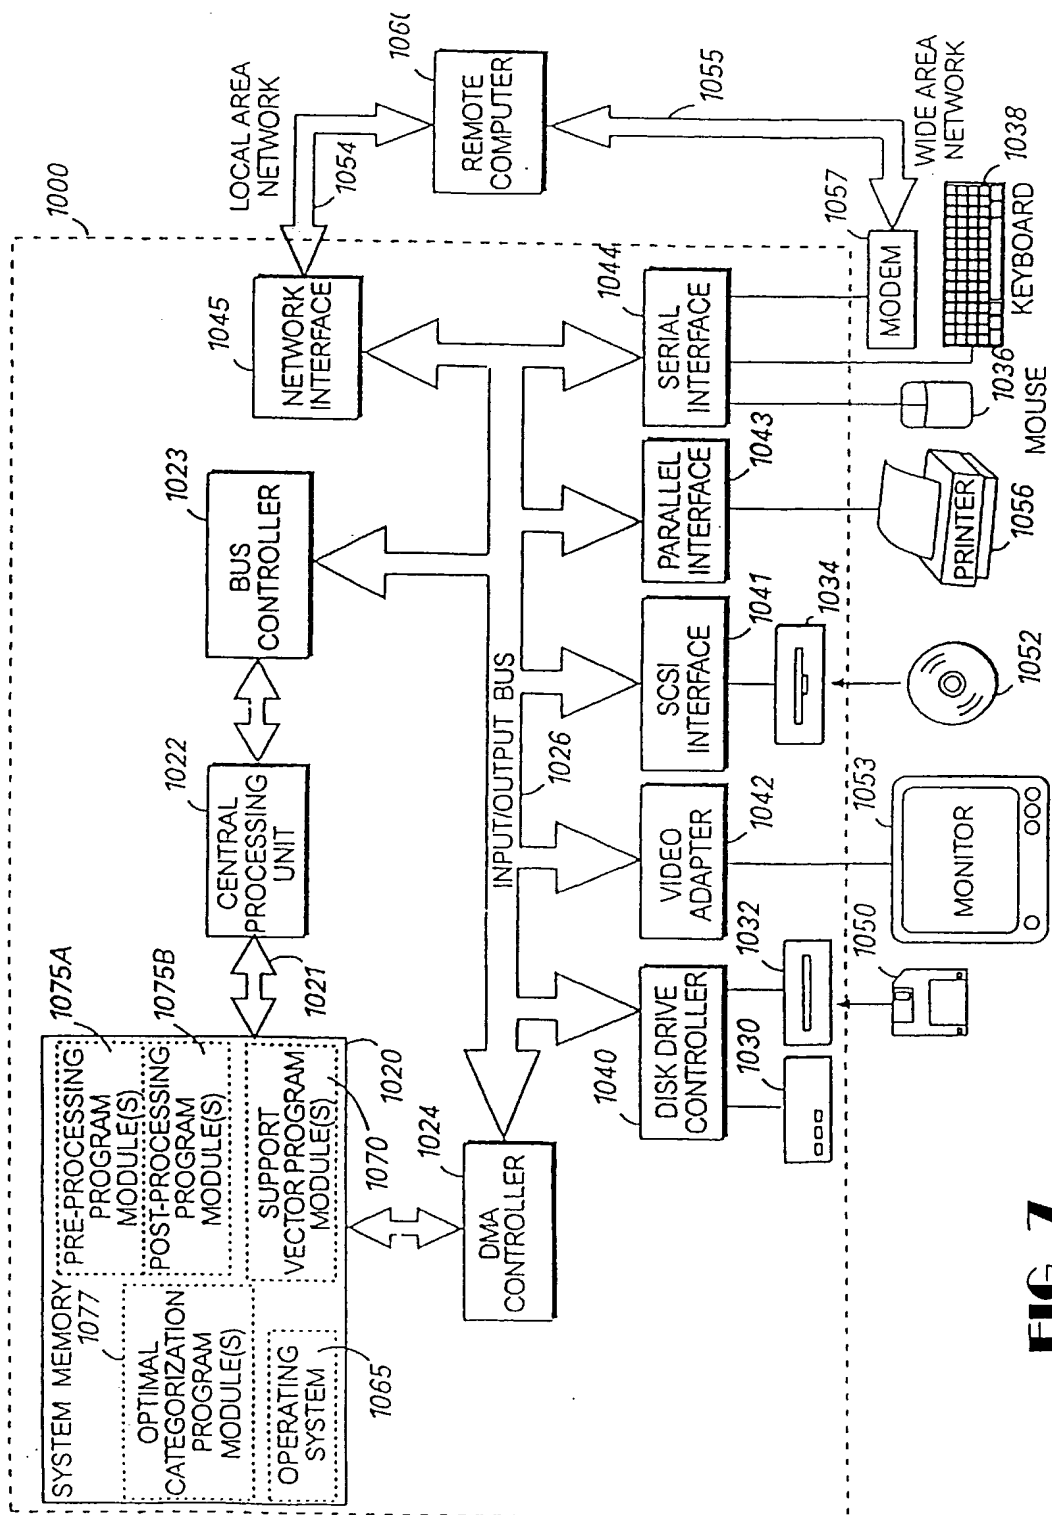 1000
SYSTEM MEMORY
1077
OPTIMAL
CATEGORIZATION
PROGRAM
MODULE(S)
OPERATING
SYSTEM
1065
PRE-PROCESSING
PROGRAM
MODULE(S)
1075A
POST-PROCESSING
PROGRAM
MODULE(S)
1075B
SUPPORT
VECTOR PROGRAM
MODULE(S)
1070
1020
1021
CENTRAL
PROCESSING
UNIT
1022
BUS
CONTROLLER
1023
NETWORK
INTERFACE
1045
LOCAL AREA
NETWORK
1054
REMOTE
COMPUTER
1055
WIDE AREA
NETWORK
DMA
CONTROLLER
1024
INPUT/OUTPUT BUS
1026
DISK DRIVE
CONTROLLER
1040
VIDEO
ADAPTER
1042
SCSI
INTERFACE
1041
PARALLEL
INTERFACE
1043
SERIAL
INTERFACE
1044
1030
1032
1034
MODEM
1057
1050
MONITOR
1053
1052
PRINTER
1056
1036
MOUSE
1038
KEYBOARD
FIG 7